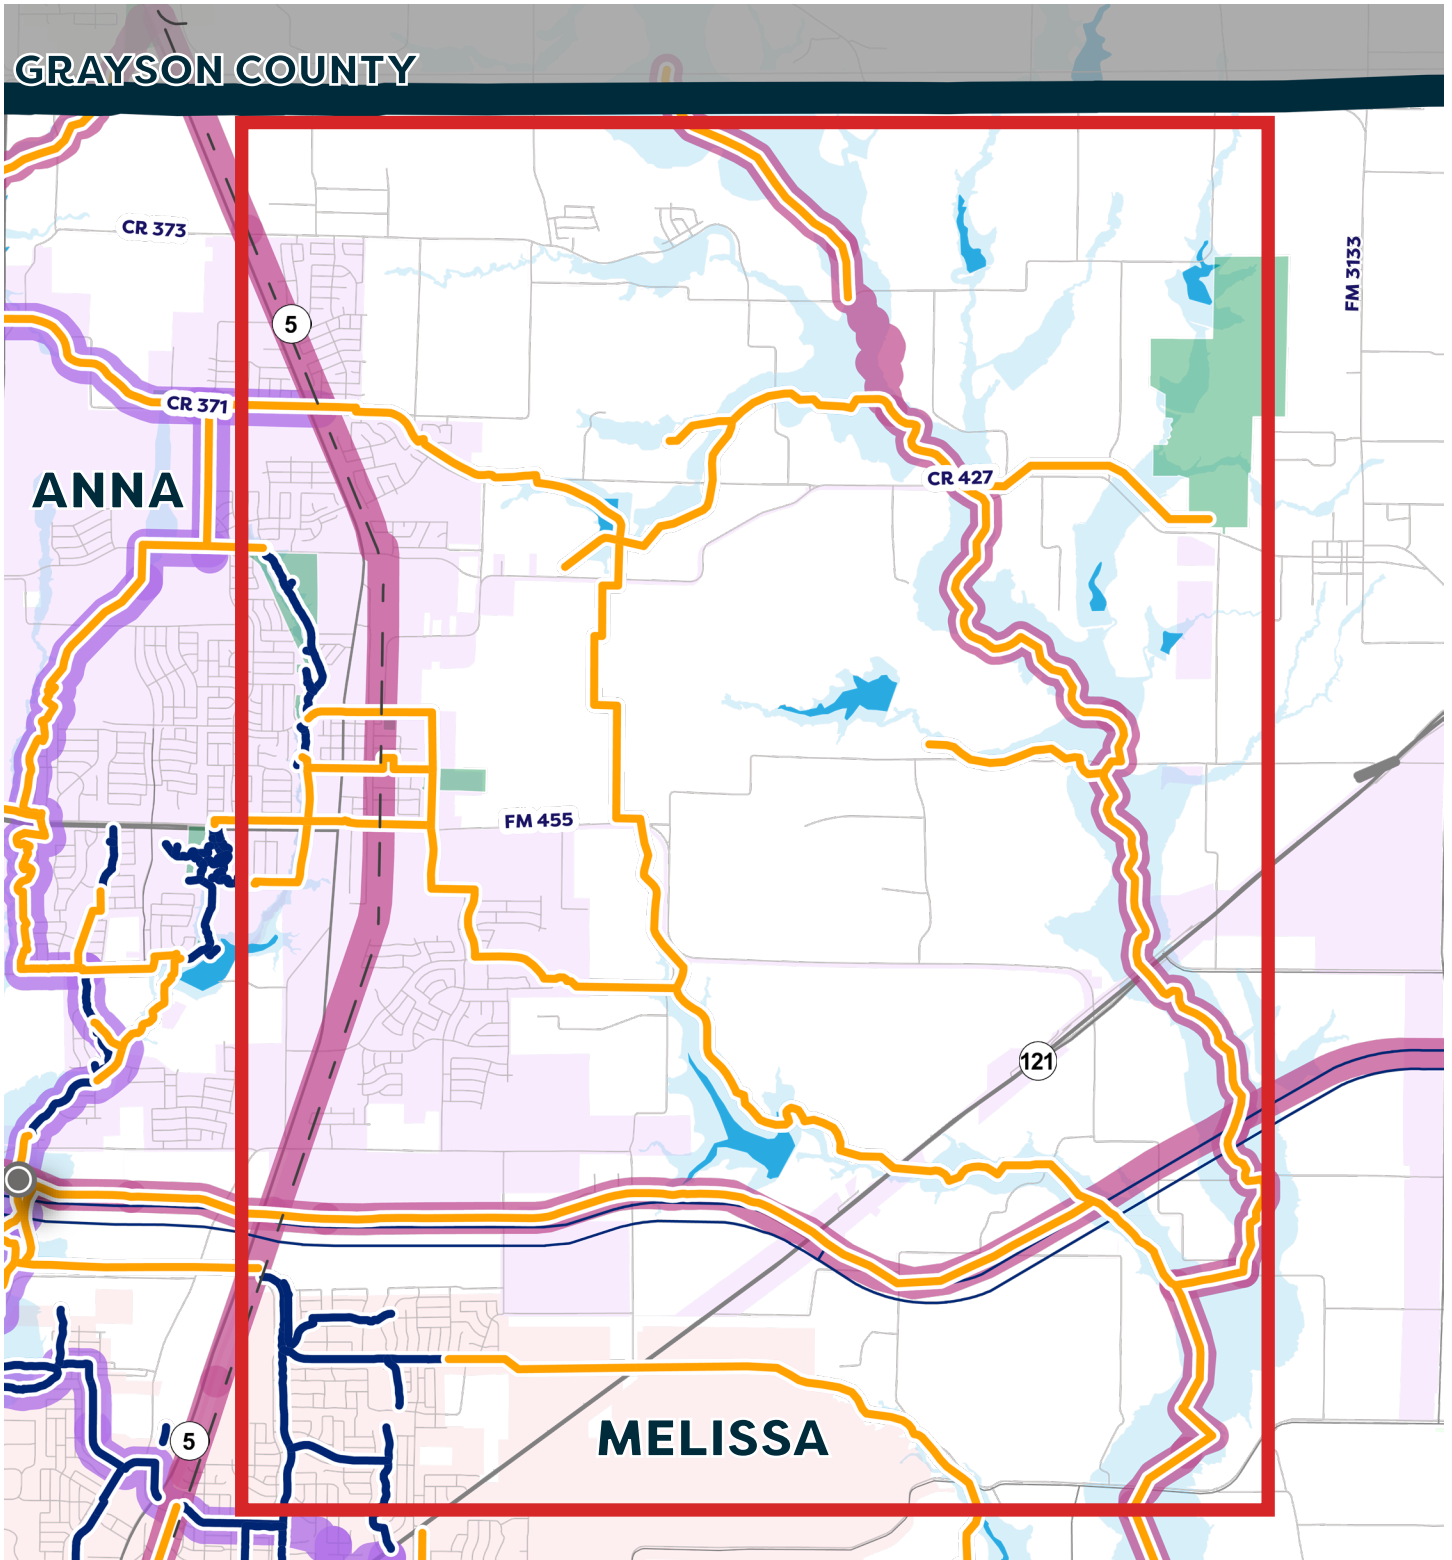 GRAYSON COUNTY
CR 373
FM 3133
5
CR 371
ANNA
CR 427
FM 455
121
5
MELISSA